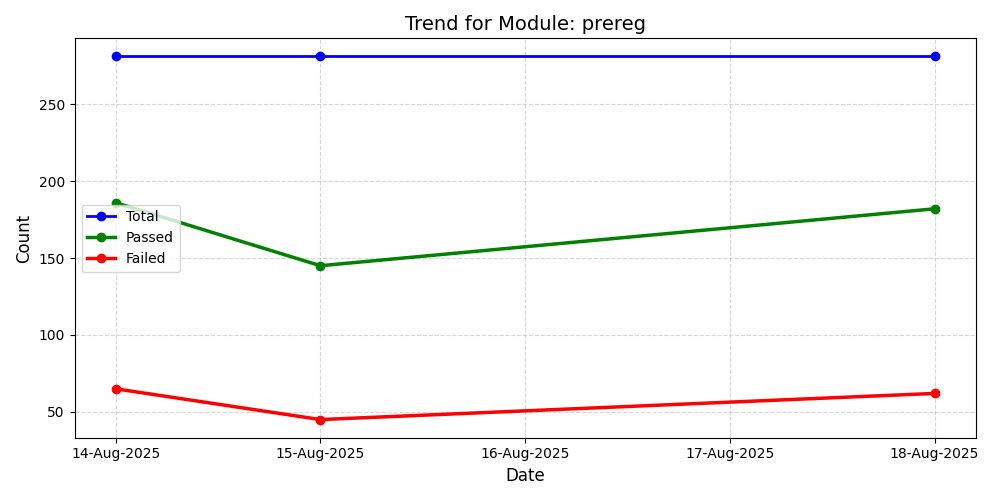 Trend for Module: prereg
Count
250
200
150
100
50
Total
Passed
Failed
14-Aug-2025
15-Aug-2025
16-Aug-2025
17-Aug-2025
18-Aug-2025
Date